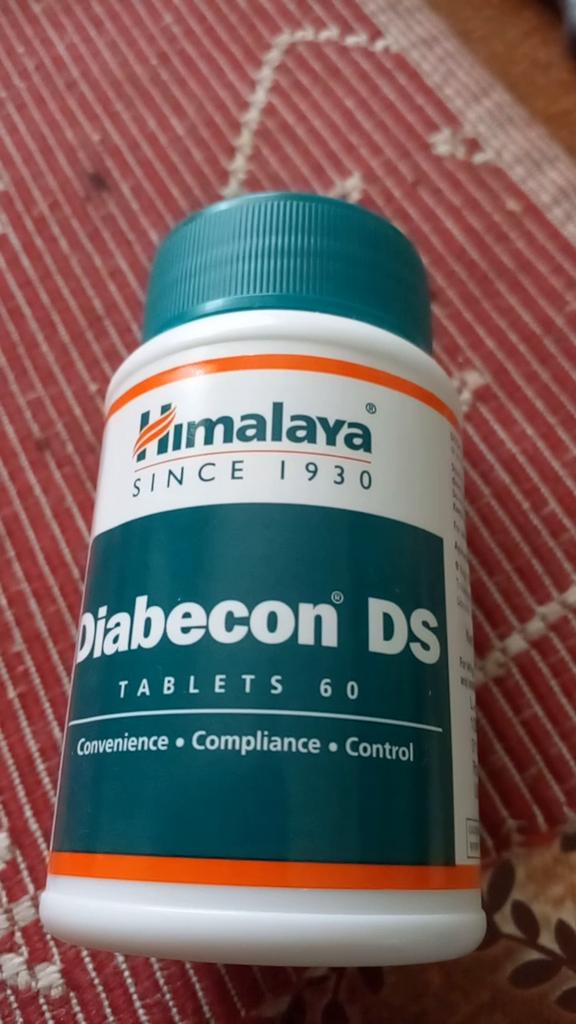 Himalaya®
SINCE 1930
Diabecon® DS
TABLETS 60
Convenience • Compliance • Control